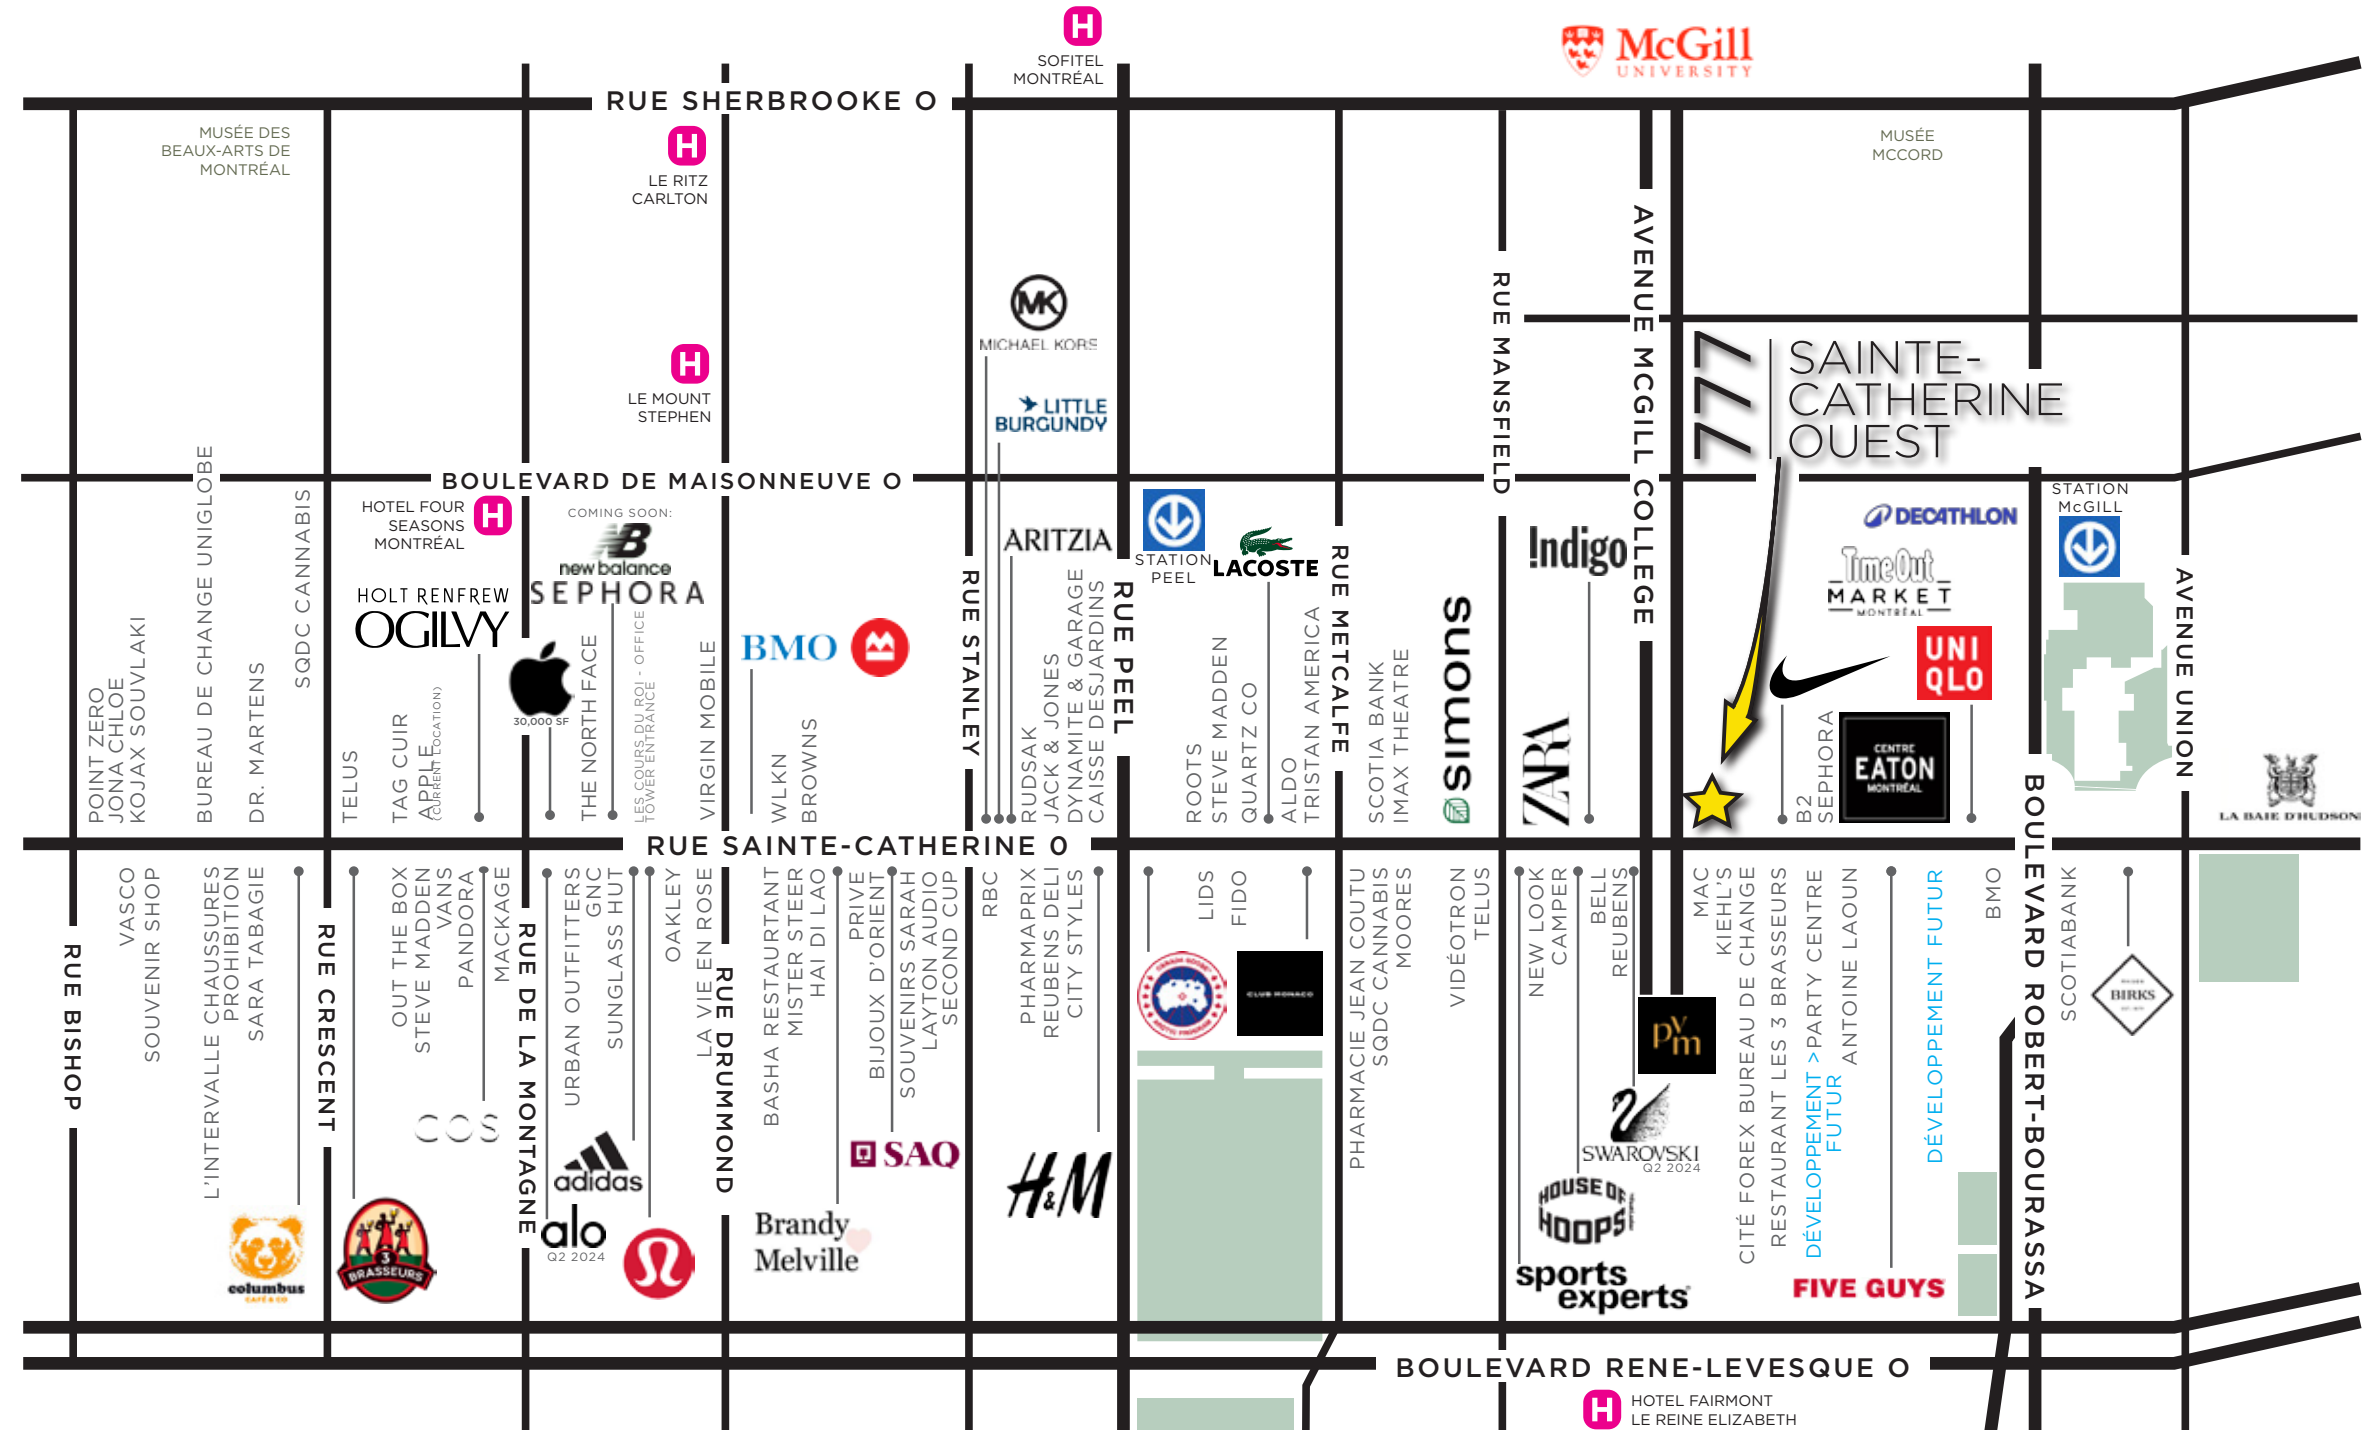 SOFITEL
MONTRÉAL
McGill
UNIVERSITY
RUE SHERBROOKE O
MUSÉE DES
BEAUX-ARTS DE
MONTRÉAL
H
LE RITZ
CARLTON
MUSÉE
MCCORD
H
LE MOUNT
STEPHEN
MK
MICHAEL KORS
LITTLE
BURGUNDY
RUE MANSFIELD
AVENUE MCGILL COLLEGE
777
SAINTE-
CATHERINE
OUEST
BOULEVARD DE MAISONNEUVE O
HOTEL FOUR
SEASONS
MONTRÉAL
H
COMING SOON:
NB
new balance
SEPHORA
HOLT RENFREW
OGILVY
30,000 SF
BMO
ARITZIA
STATION
PEEL
LACOSTE
Indigo
DECATHLON
TimeOut
MARKET
MONTRÉAL
STATION
McGILL
UNI
QLO
CENTRE
EATON
MONTRÉAL
LA BAIE D'HUDSON
POINT ZERO
JONA CHLOE
KOJAX SOUVLAKI
BUREAU DE CHANGE UNIGLOBE
DR. MARTENS
SQDC CANNABIS
TELUS
TAG CUIR
APPLE
(CURRENT LOCATION)
THE NORTH FACE
LES COURS DU ROI - OFFICE
TOWER ENTRANCE
VIRGIN MOBILE
WLKN
BROWNS
RUE STANLEY
RUDSAK
JACK & JONES
DYNAMITE & GARAGE
CAISSE DESJARDINS
RUE PEEL
ROOTS
STEVE MADDEN
QUARTZ CO
ALDO
TRISTAN AMERICA
RUE METCALFE
SCOTIA BANK
IMAX THEATRE
simons
ZARA
B2
SEPHORA
AVENUE UNION
RUE SAINTE-CATHERINE O
RUE BISHOP
VASCO
SOUVENIR SHOP
L'INTERVALLE CHAUSSURES
PROHIBITION
SARA TABAGIE
RUE CRESCENT
OUT THE BOX
STEVE MADDEN
VANS
PANDORA
MACKAGE
RUE DE LA MONTAGNE
URBAN OUTFITTERS
GNC
SUNGLASS HUT
OAKLEY
LA VIE EN ROSE
RUE DRUMMOND
BASHA RESTAURTANT
MISTER STEER
HAI DI LAO
PRIVE
BIJOUX D'ORIENT
SOUVENIRS SARAH
LAYTON AUDIO
SECOND CUP
RBC
PHARMAPRIX
REUBENS DELI
CITY STYLES
LIDS
FIDO
PHARMACIE JEAN COUTU
SQDC CANNABIS
MOORES
VIDÉOTRON
TELUS
NEW LOOK
CAMPER
BELL
REUBENS
MAC
KIEHL'S
CITÉ FOREX BUREAU DE CHANGE
RESTAURANT LES 3 BRASSEURS
DÉVELOPPEMENT >PARTY CENTRE
FUTUR
ANTOINE LAOUN
DÉVELOPPEMENT FUTUR
BMO
BOULEVARD ROBERT-BOURASSA
SCOTIABANK
CLUB MONACO
pvm
BIRKS
COS
adidas
alo
Q2 2024
SAQ
H&M
SWAROVSKI
Q2 2024
columbus
CAFÉ & CO
3
BRASSEURS
Brandy
Melville
HOUSE OF
HOOPS
sports
experts
FIVE GUYS
BOULEVARD RENE-LEVESQUE O
H
HOTEL FAIRMONT
LE REINE ELIZABETH